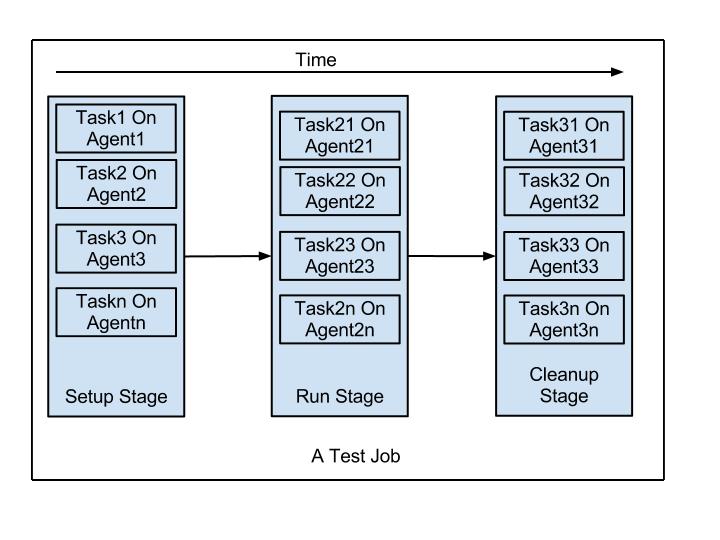 Time
Task1 On
Agent1
Task2 On
Agent2
Task3 On
Agent3
Taskn On
Agentn
Setup Stage
Task21 On
Agent21
Task22 On
Agent22
Task23 On
Agent23
Task2n On
Agent2n
Run Stage
Task31 On
Agent31
Task32 On
Agent32
Task33 On
Agent33
Task3n On
Agent3n
Cleanup
Stage
A Test Job